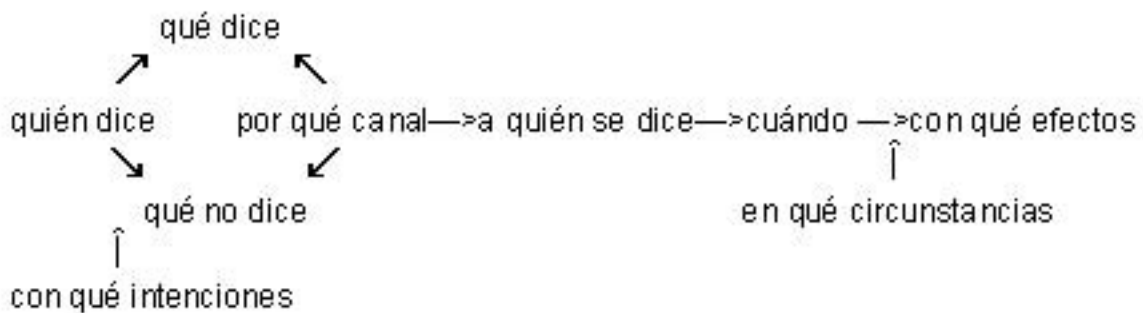 qué dice
quién dice por qué canal—>a quién se dice—>cuándo —>con qué efectos
qué no dice en qué circunstancias
con qué intenciones